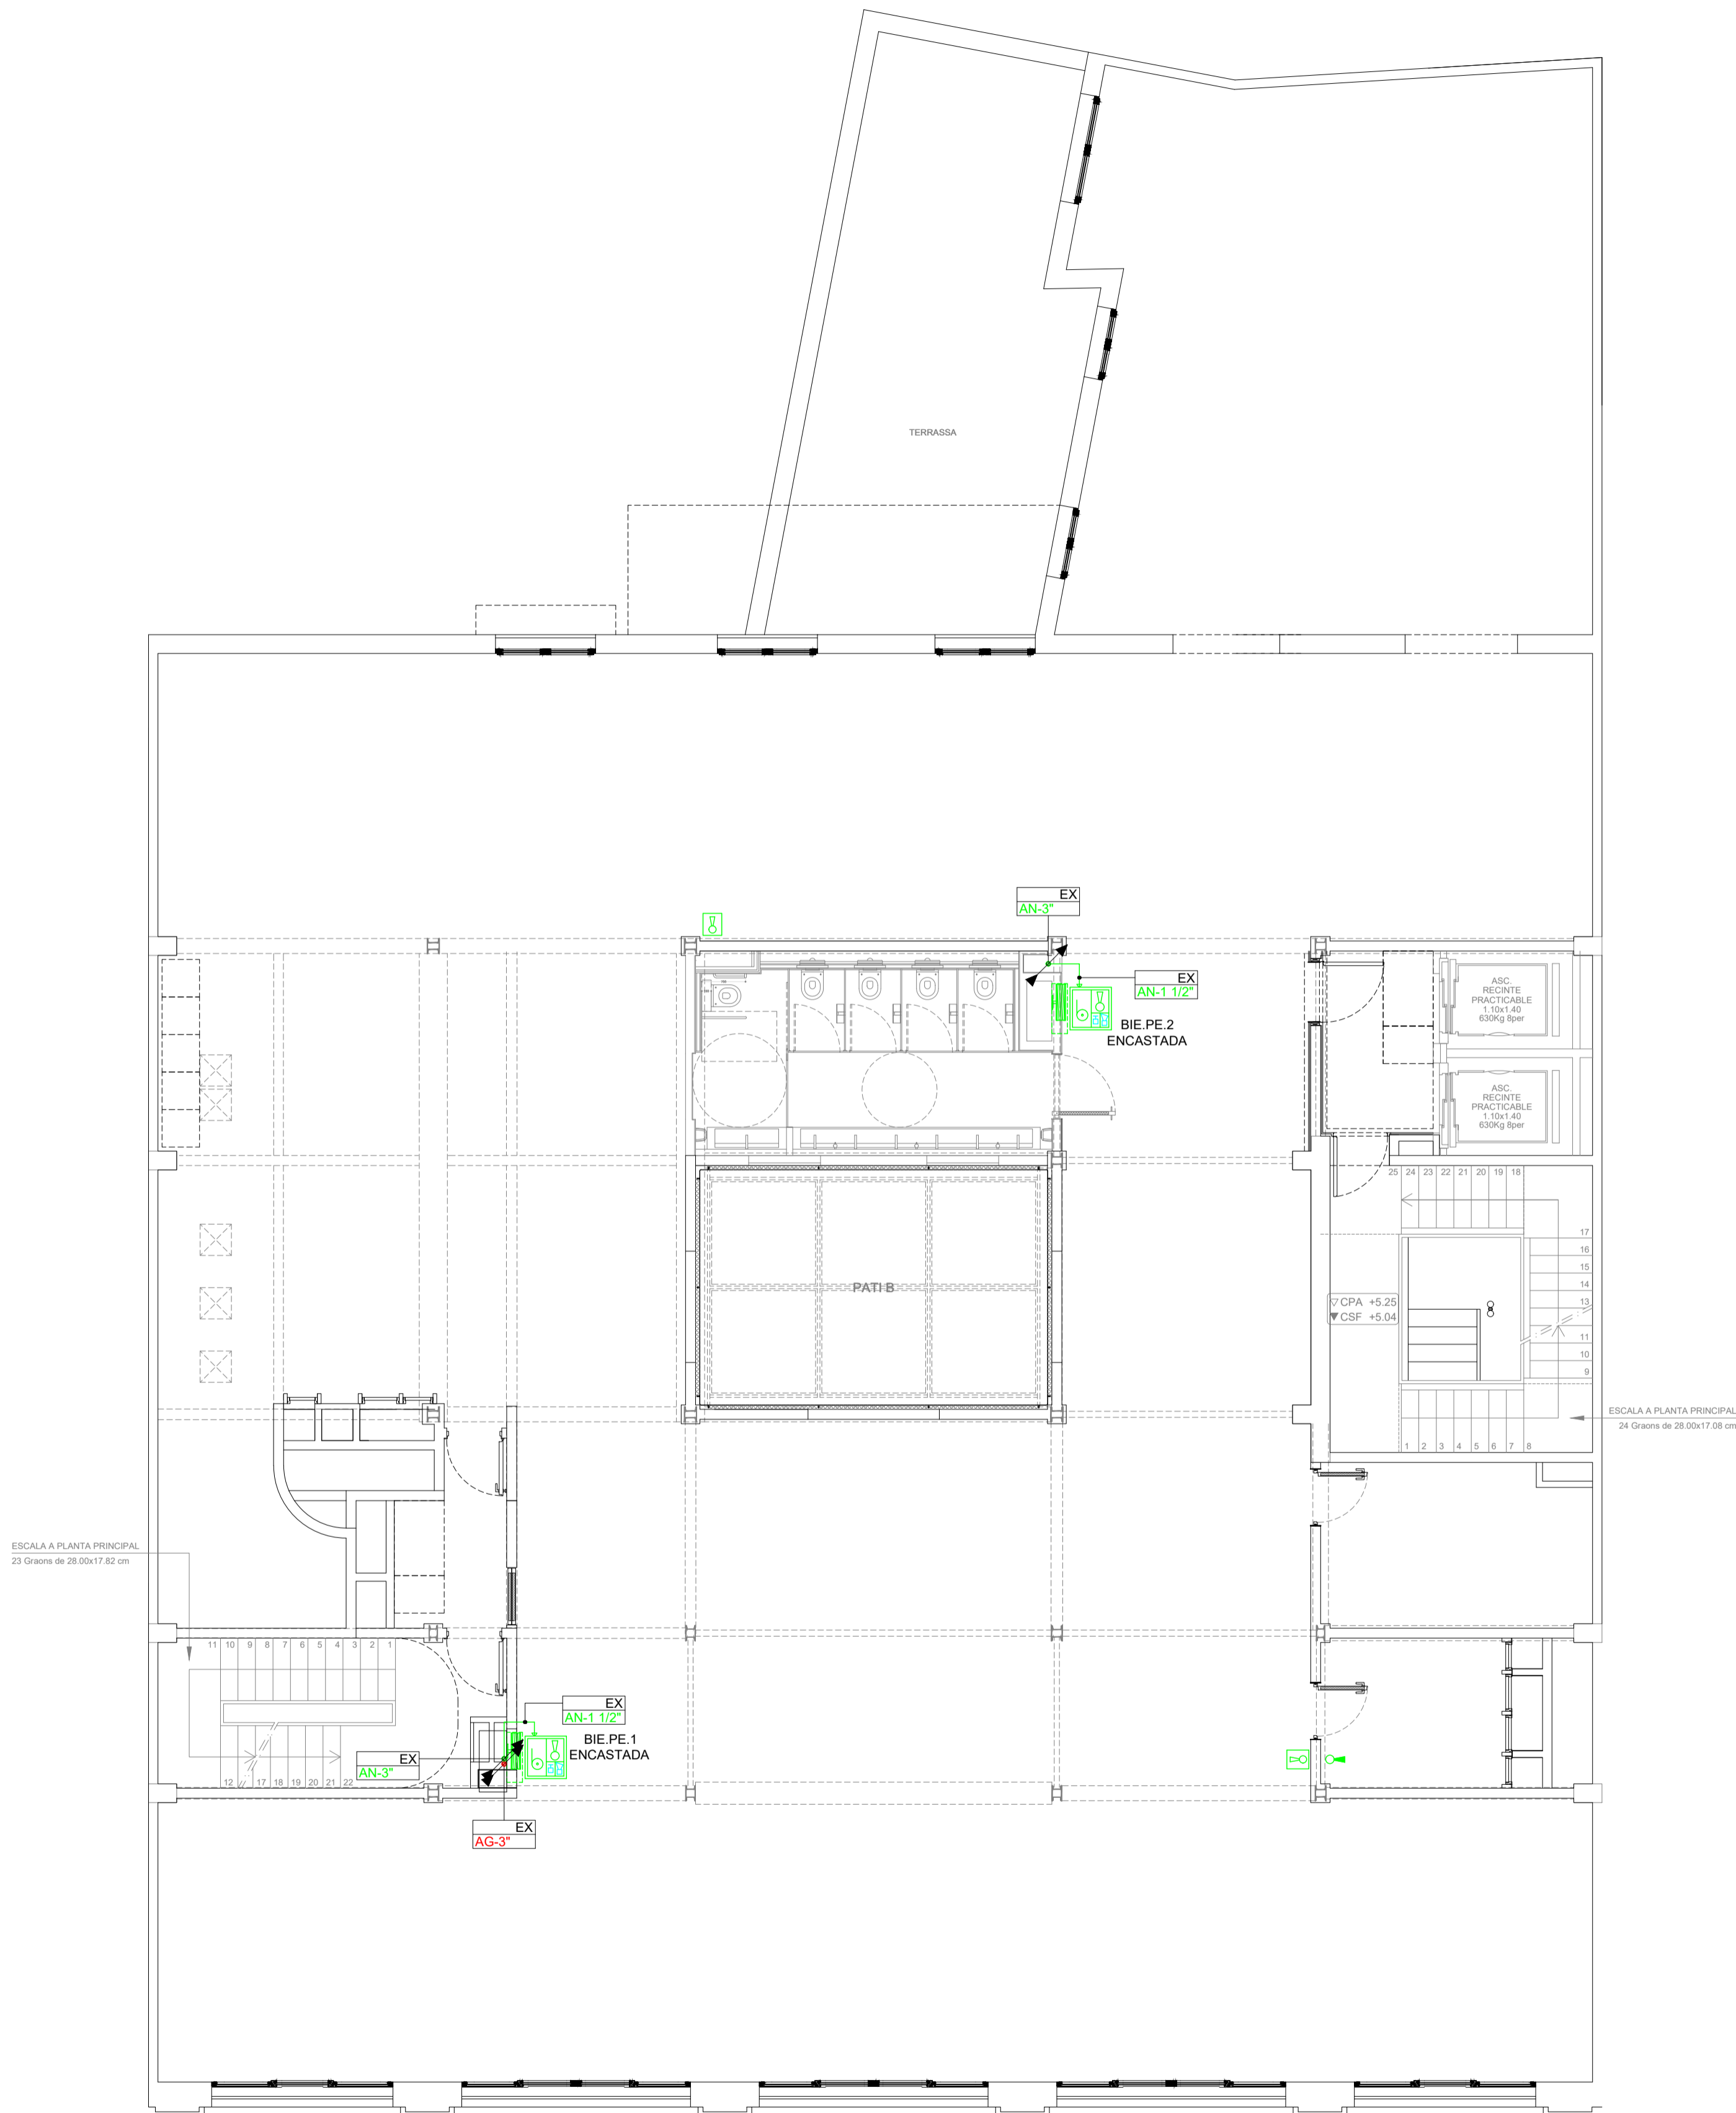 TERRASSA
EX
AN-3"
EX
AN-1 1/2"
BIE.PE.2
ENCASTADA
ASC.
RECINTE
PRACTICABLE
1.10x1.40
630Kg 8per
ASC.
RECINTE
PRACTICABLE
1.10x1.40
630Kg 8per
25 24 23 22 21 20 19 18
17
16
15
14
13
11
10
9
PATI B
CPA +5.25
CSF +5.04
1 2 3 4 5 6 7 8
ESCALA A PLANTA PRINCIPAL
24 Graons de 28.00x17.08 cm
ESCALA A PLANTA PRINCIPAL
23 Graons de 28.00x17.82 cm
11 10 9 8 7 6 5 4 3 2 1
12 17 18 19 20 21 22
EX
AN-1 1/2"
BIE.PE.1
ENCASTADA
EX
AN-3"
EX
AG-3"